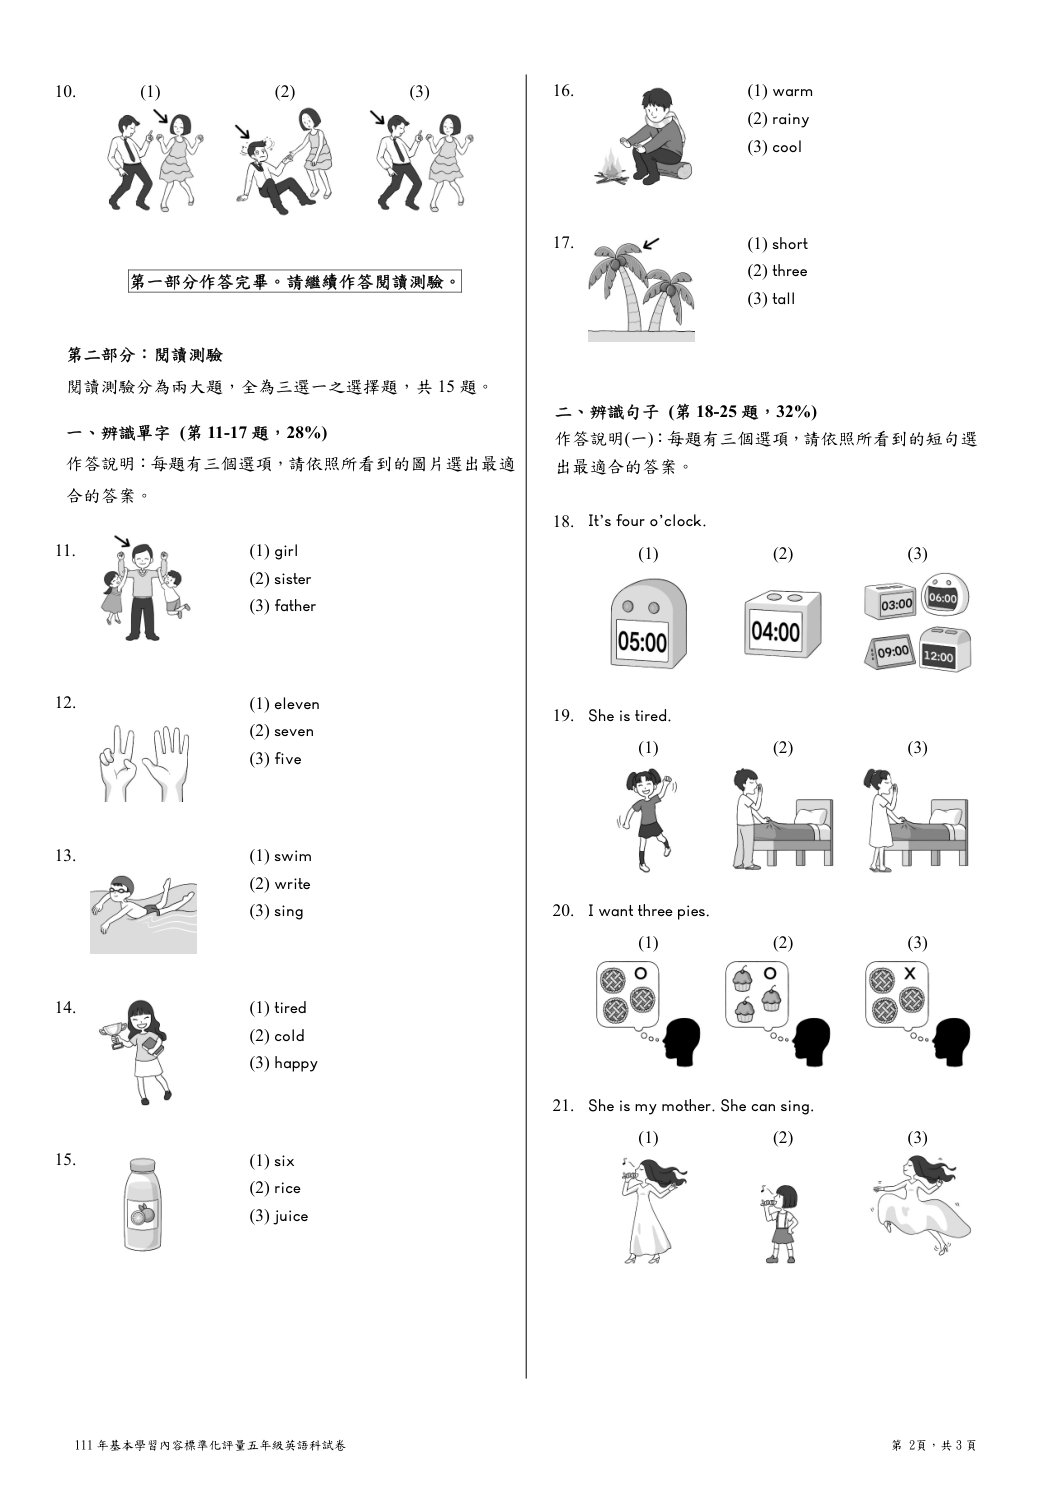 10. (1) (2) (3)
第一部分作答完畢。請繼續作答閱讀測驗。
第二部分：閱讀測驗
閱讀測驗分為兩大題，全為三選一之選擇題，共 15 題。
一、辨識單字 (第 11-17 題，28%)
作答說明：每題有三個選項，請依照所看到的圖片選出最適
合的答案。
11. (1) girl
(2) sister
(3) father
12. (1) eleven
(2) seven
(3) five
13. (1) swim
(2) write
(3) sing
14. (1) tired
(2) cold
(3) happy
15. (1) six
(2) rice
(3) juice
16. (1) warm
(2) rainy
(3) cool
17. (1) short
(2) three
(3) tall
二、辨識句子 (第 18-25 題，32%)
作答說明(一)：每題有三個選項，請依照所看到的短句選
出最適合的答案。
18. It's four o'clock.
(1) (2) (3)
05:00 04:00 03:00 06:00
09:00 12:00
19. She is tired.
(1) (2) (3)
20. I want three pies.
(1) (2) (3)
O O X
21. She is my mother. She can sing.
(1) (2) (3)
111 年基本學習內容標準化評量五年級英語科試卷
第 2頁，共 3 頁